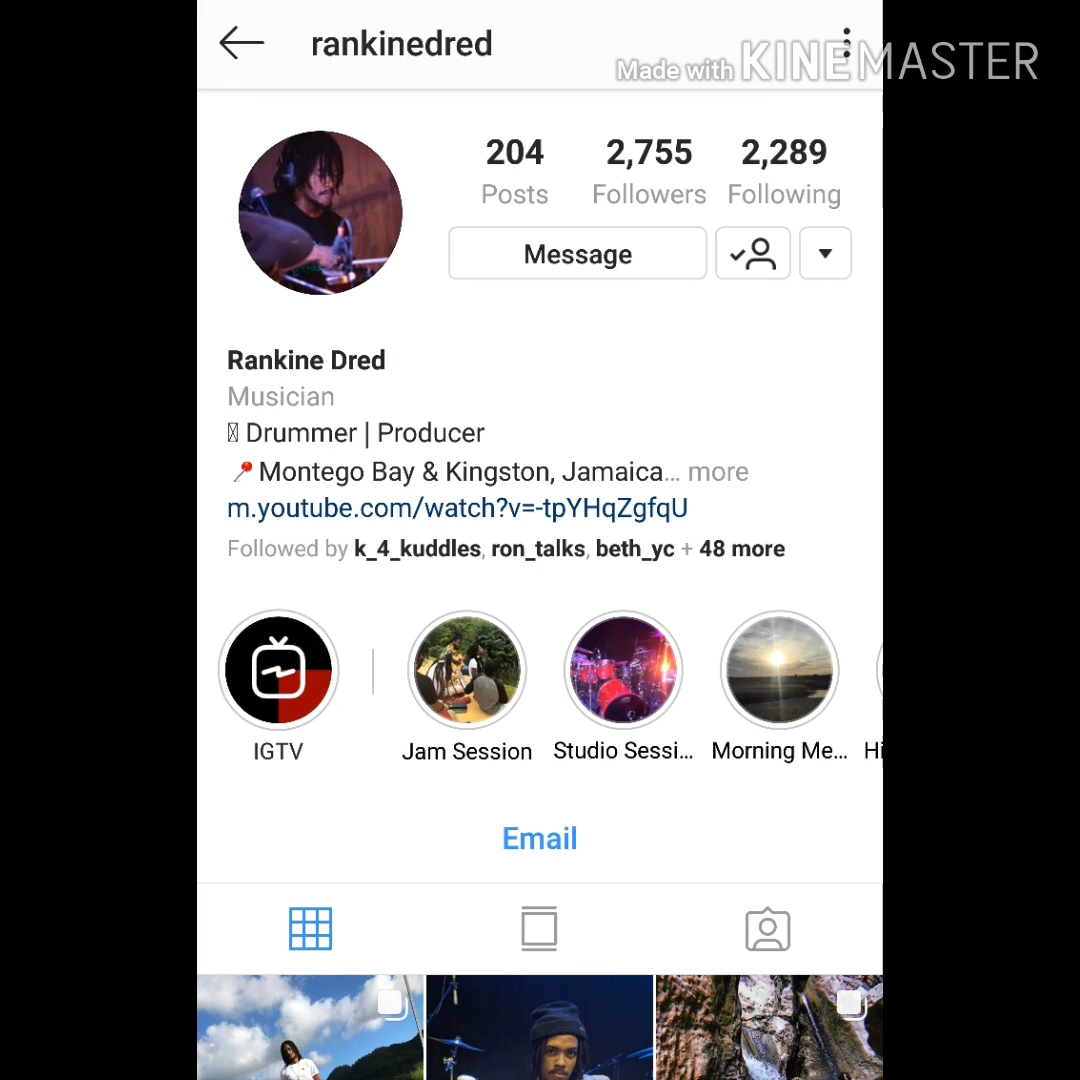 rankinedred
Made with KINEMASTER
204 2,755 2,289
Posts Followers Following
Message
Rankine Dred
Musician
Drummer | Producer
Montego Bay & Kingston, Jamaica... more
m.youtube.com/watch?v=-tpYHqZgfqU
Followed by k_4_kuddles, ron_talks, beth_yc + 48 more
IGTV Jam Session Studio Sessi... Morning Me... Hi
Email